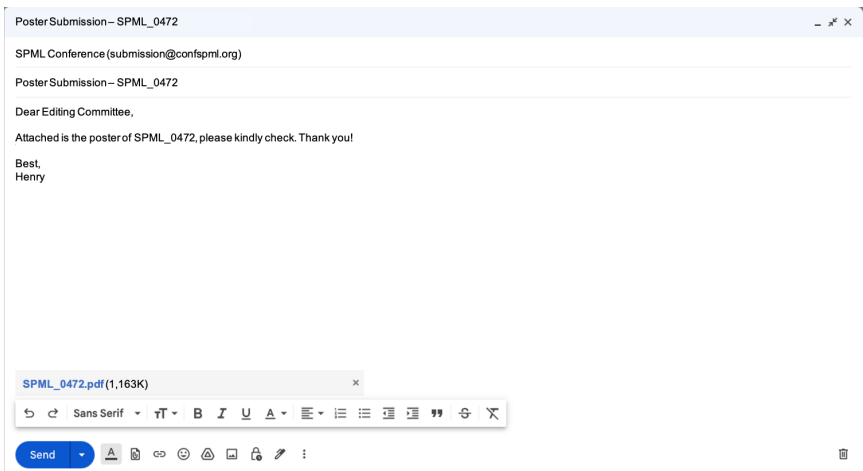 Poster Submission – SPML_0472
SPML Conference (submission@confspml.org)
Poster Submission – SPML_0472
Dear Editing Committee,
Attached is the poster of SPML_0472, please kindly check. Thank you!
Best,
Henry
SPML_0472.pdf (1,163K)
Sans Serif
Send